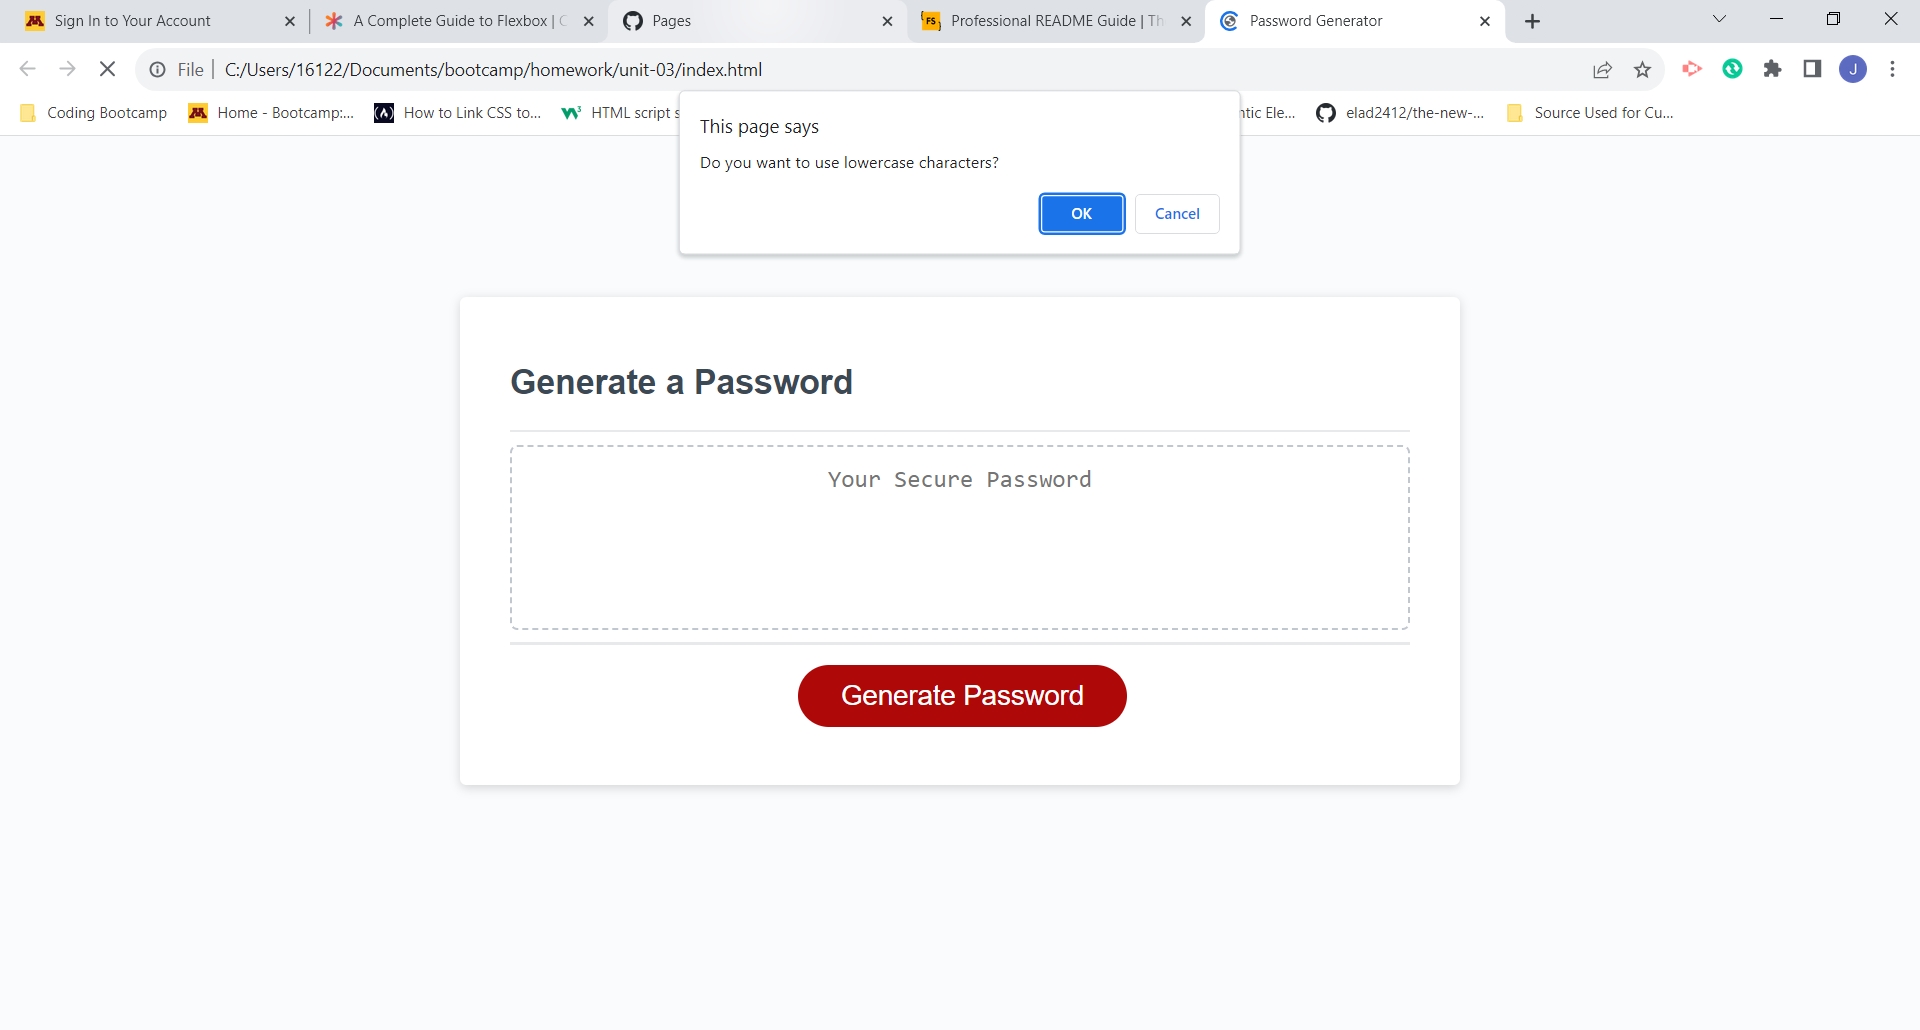 Sign In to Your Account
A Complete Guide to Flexbox | C
Pages
FS
Professional README Guide | Th
Password Generator
File
C:/Users/16122/Documents/bootcamp/homework/unit-03/index.html
J
Coding Bootcamp
Home - Bootcamp:...
How to Link CSS to...
HTML script s
ntic Ele...
elad2412/the-new-...
Source Used for Cu...
This page says
Do you want to use lowercase characters?
OK
Cancel
Generate a Password
Your Secure Password
Generate Password